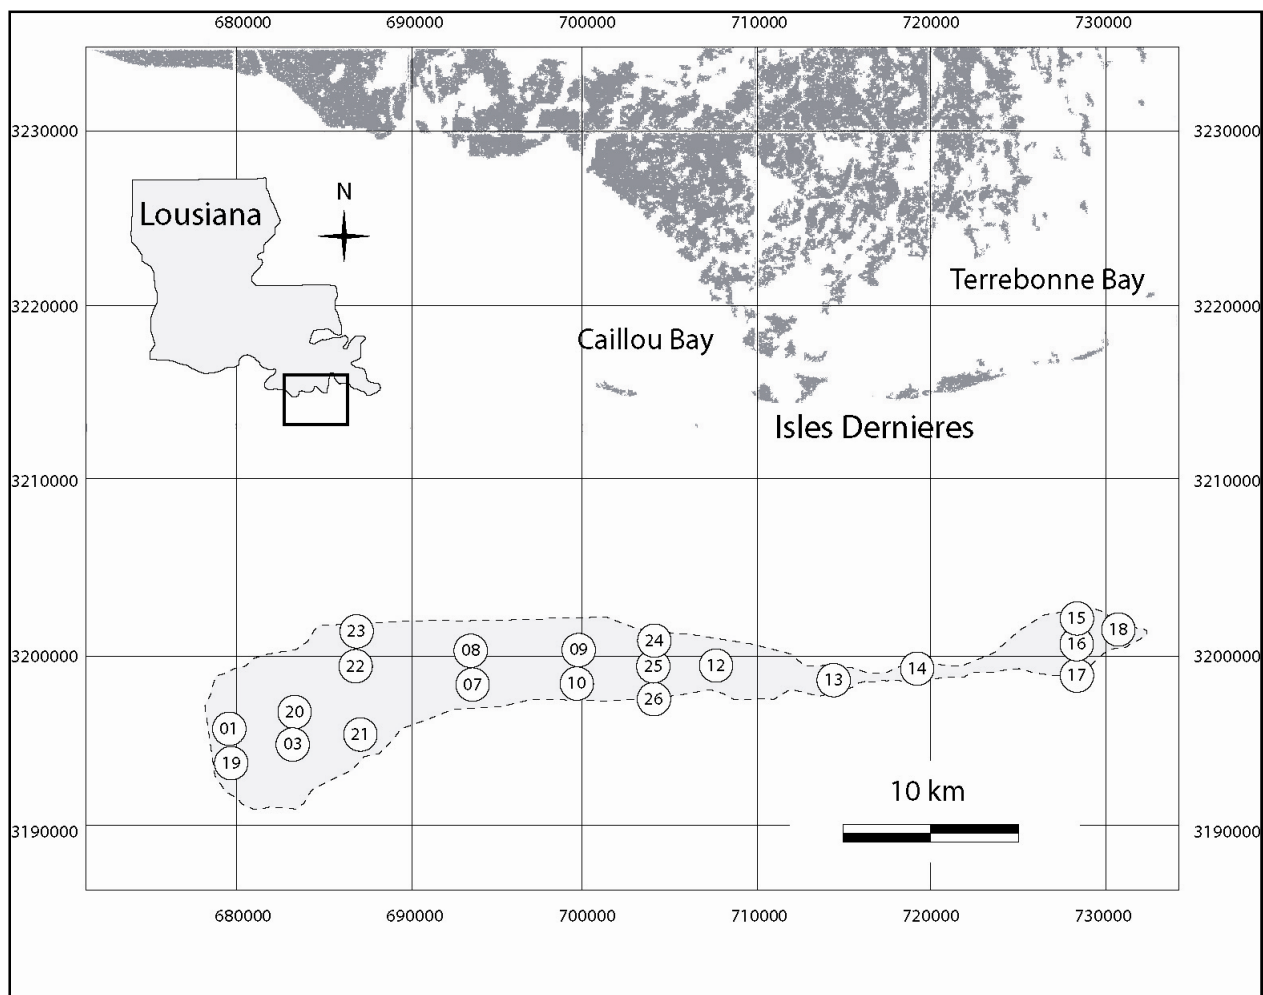 680000 690000 700000 710000 720000 730000
3230000 3230000
N
Lousiana
Terrebonne Bay
3220000 3220000
Caillou Bay
Isles Dernieres
3210000 3210000
15
23 18
24
16
08 09
3200000 3200000
22 25 12 14
17
07 10 13
26
20
01
21
03
19
10 km
3190000 3190000
680000 690000 700000 710000 720000 730000